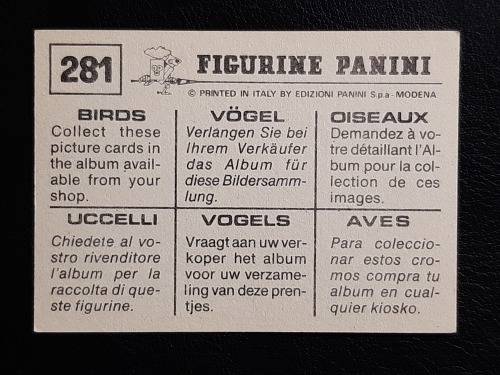 281
FIGURINE PANINI
© PRINTED IN ITALY BY EDIZIONI PANINI S.p.a - MODENA
BIRDS
Collect these
picture cards in
the album avail-
able from your
shop.
VÖGEL
Verlangen Sie bei
Ihrem Verkäufer
das Album für
diese Bildersamm-
lung.
OISEAUX
Demandez à vo-
tre détaillant l'Al-
bum pour la col-
lection de ces
images.
UCCELLI
Chiedete al vo-
stro rivenditore
l'album per la
raccolta di que-
ste figurine.
VOGELS
Vraagt aan uw ver-
koper het album
voor uw verzame-
ling van deze pren-
tjes.
AVES
Para coleccio-
nar estos cro-
mos compra tu
album en cual-
quier kiosko.